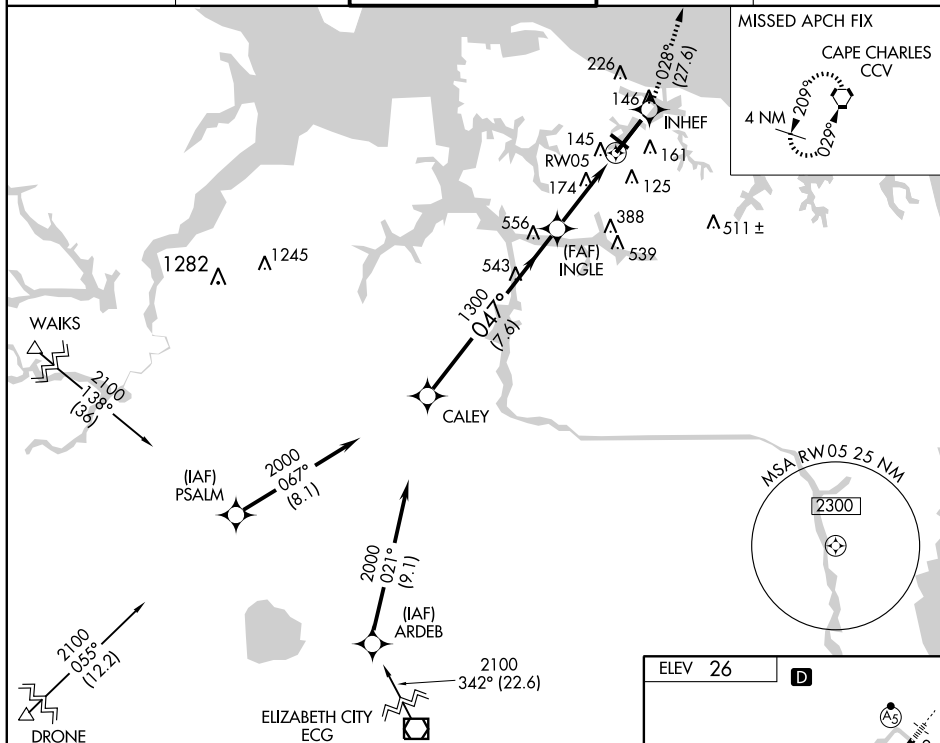 MISSED APCH FIX
CAPE CHARLES
CCV
209°
4 NM
029°
028°
(27.6)
226
146
INHEF
145
RW05
161
174
125
556
388
511 ±
(FAF)
INGLE
539
1282
1245
543
1300
047°
(7.6)
WAIKS
2100
138°
(36)
CALEY
(IAF)
PSALM
2000
067°
(8.1)
MSA RW05 25 NM
2300
2000
021°
(9.1)
(IAF)
ARDEB
2100
055°
(12.2)
2100
342° (22.6)
ELEV 26
D
ELIZABETH CITY
ECG
DRONE
A5